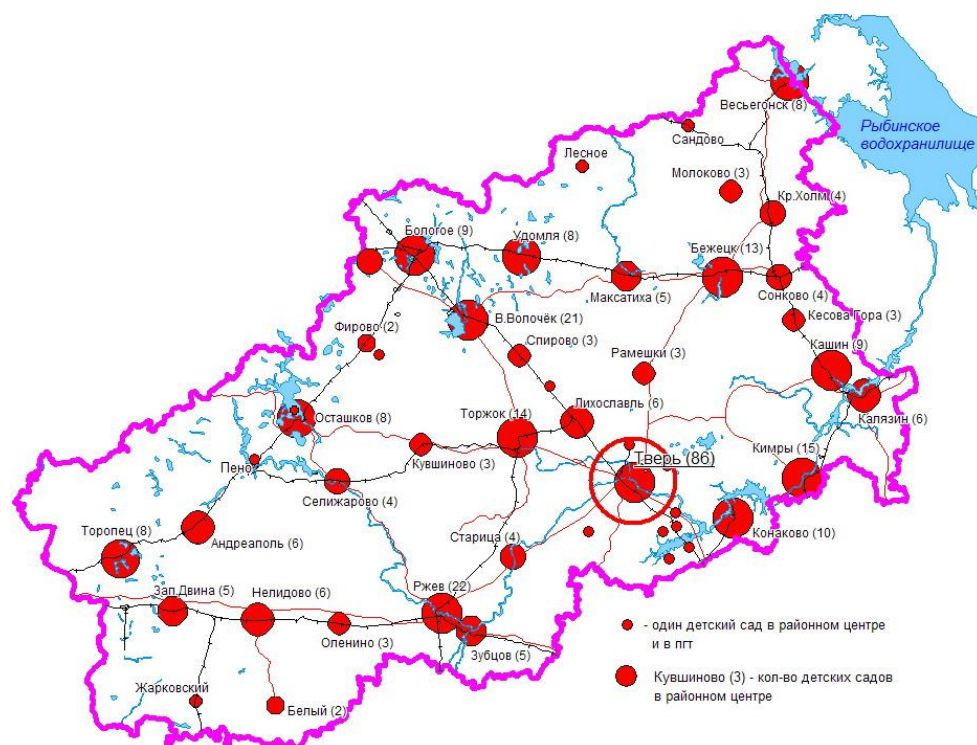 Весьегонск (8)
Рыбинское
водохранилище
Сандово
Лесное
Молоково (3)
Кр.Холм (4)
Бологое (9)
Удомля (8)
Бежецк (13)
Максатиха (5)
Сонково (4)
Кесова Гора (3)
В.Волочёк (21)
Фирово (2)
Спирово (3)
Рамешки (3)
Кашин (9)
Лихославль (6)
Осташков (8)
Торжок (14)
Калязин (6)
Кувшиново (3)
Тверь (86)
Кимры (15)
Пено
Селижарово (4)
Торопец (8)
Андреаполь (6)
Старица (4)
Конаково (10)
Зап.Двина (5)
Нелидово (6)
Ржев (22)
Оленино (3)
Зубцов (5)
- один детский сад в районном центре
и в пгт
Жарковский
Белый (2)
Кувшиново (3) - кол-во детских садов
в районном центре